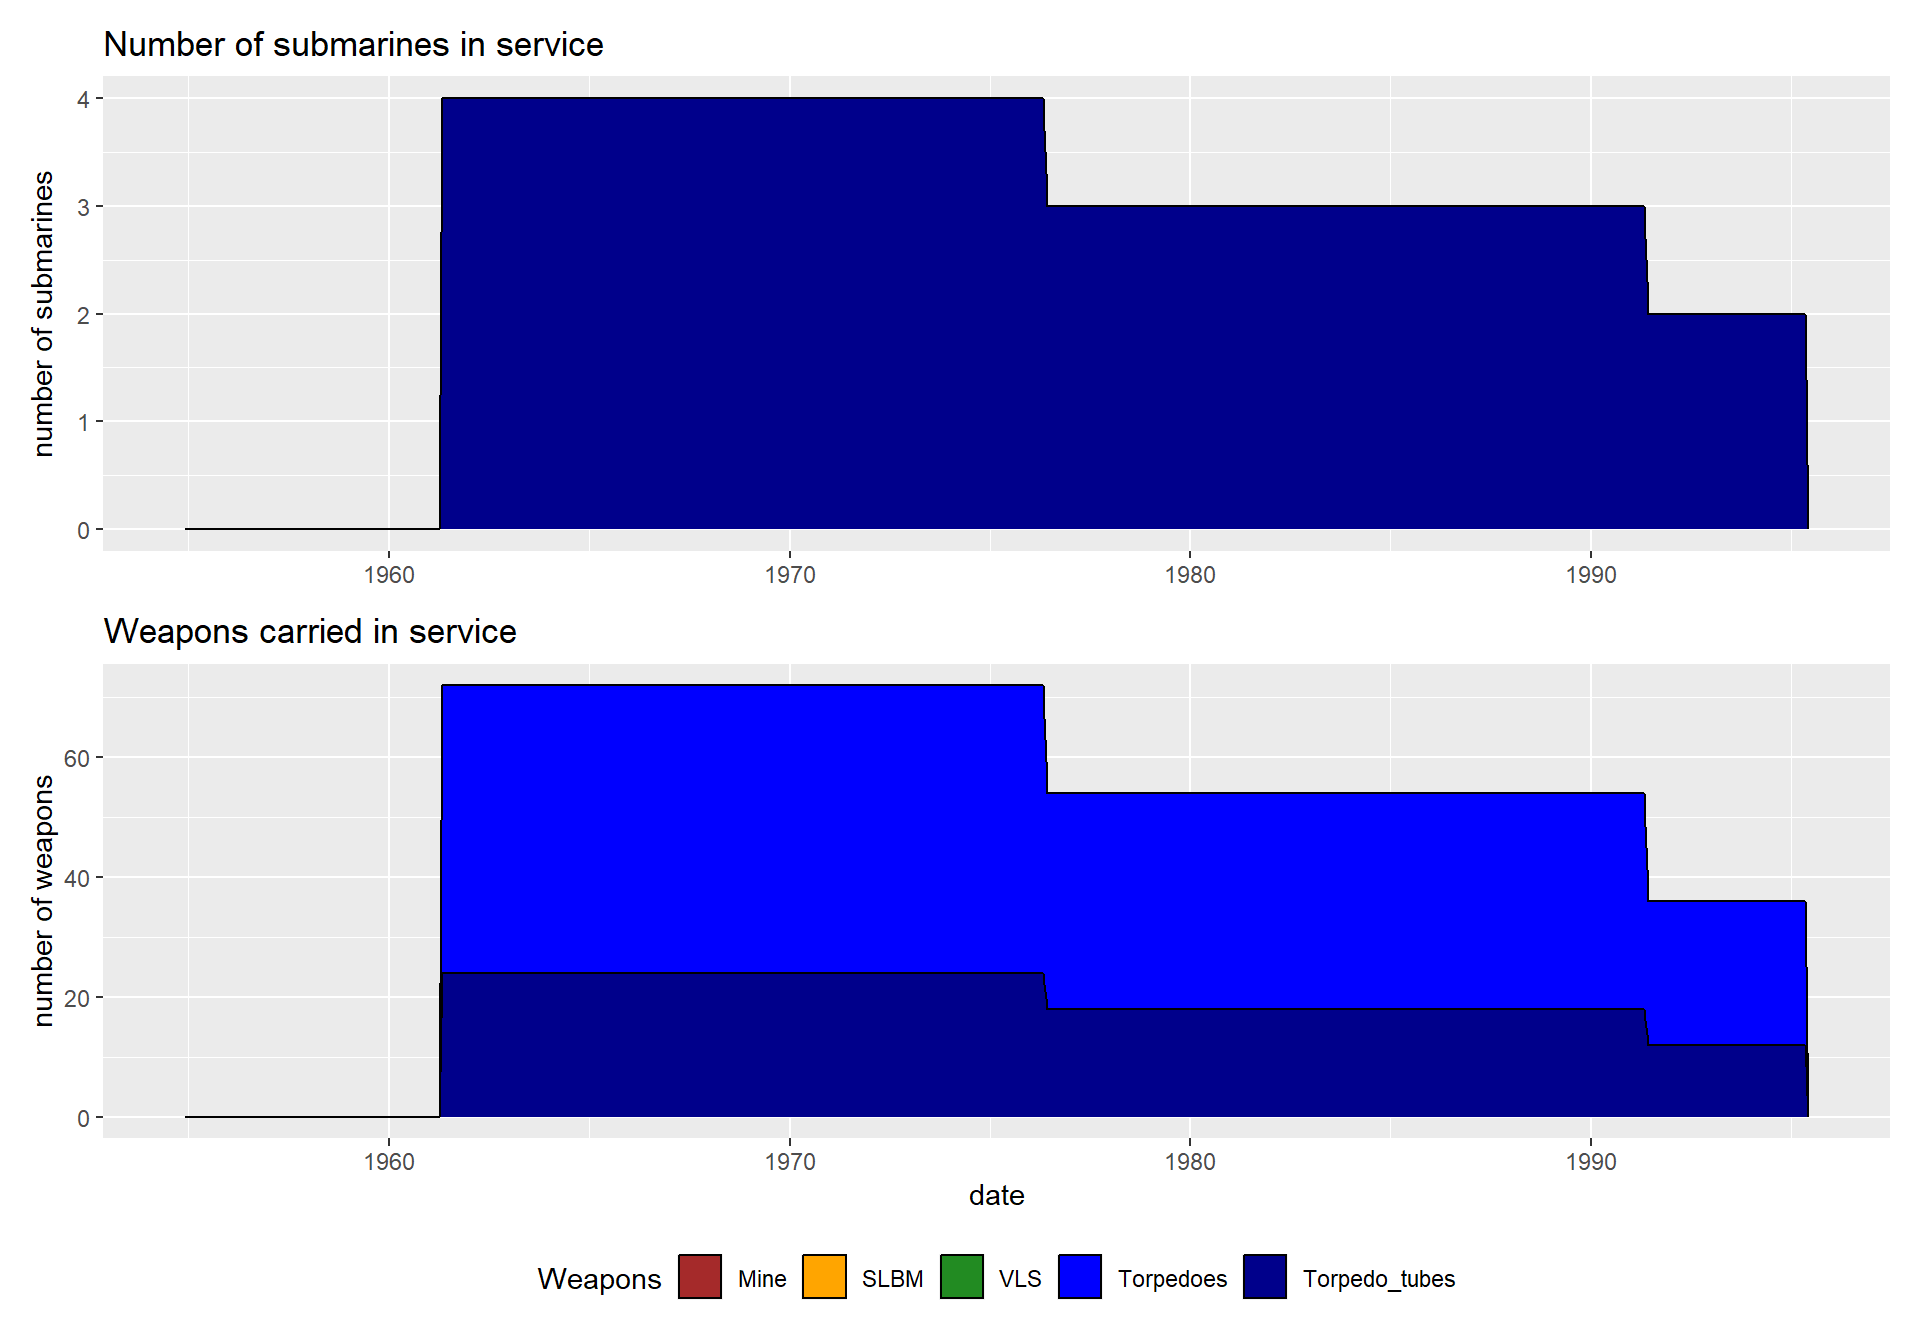 Number of submarines in service
number of submarines
4
3
2
1
0
1960 1970 1980 1990
Weapons carried in service
number of weapons
60
40
20
0
1960 1970 1980 1990
date
Weapons Mine SLBM VLS Torpedoes Torpedo_tubes